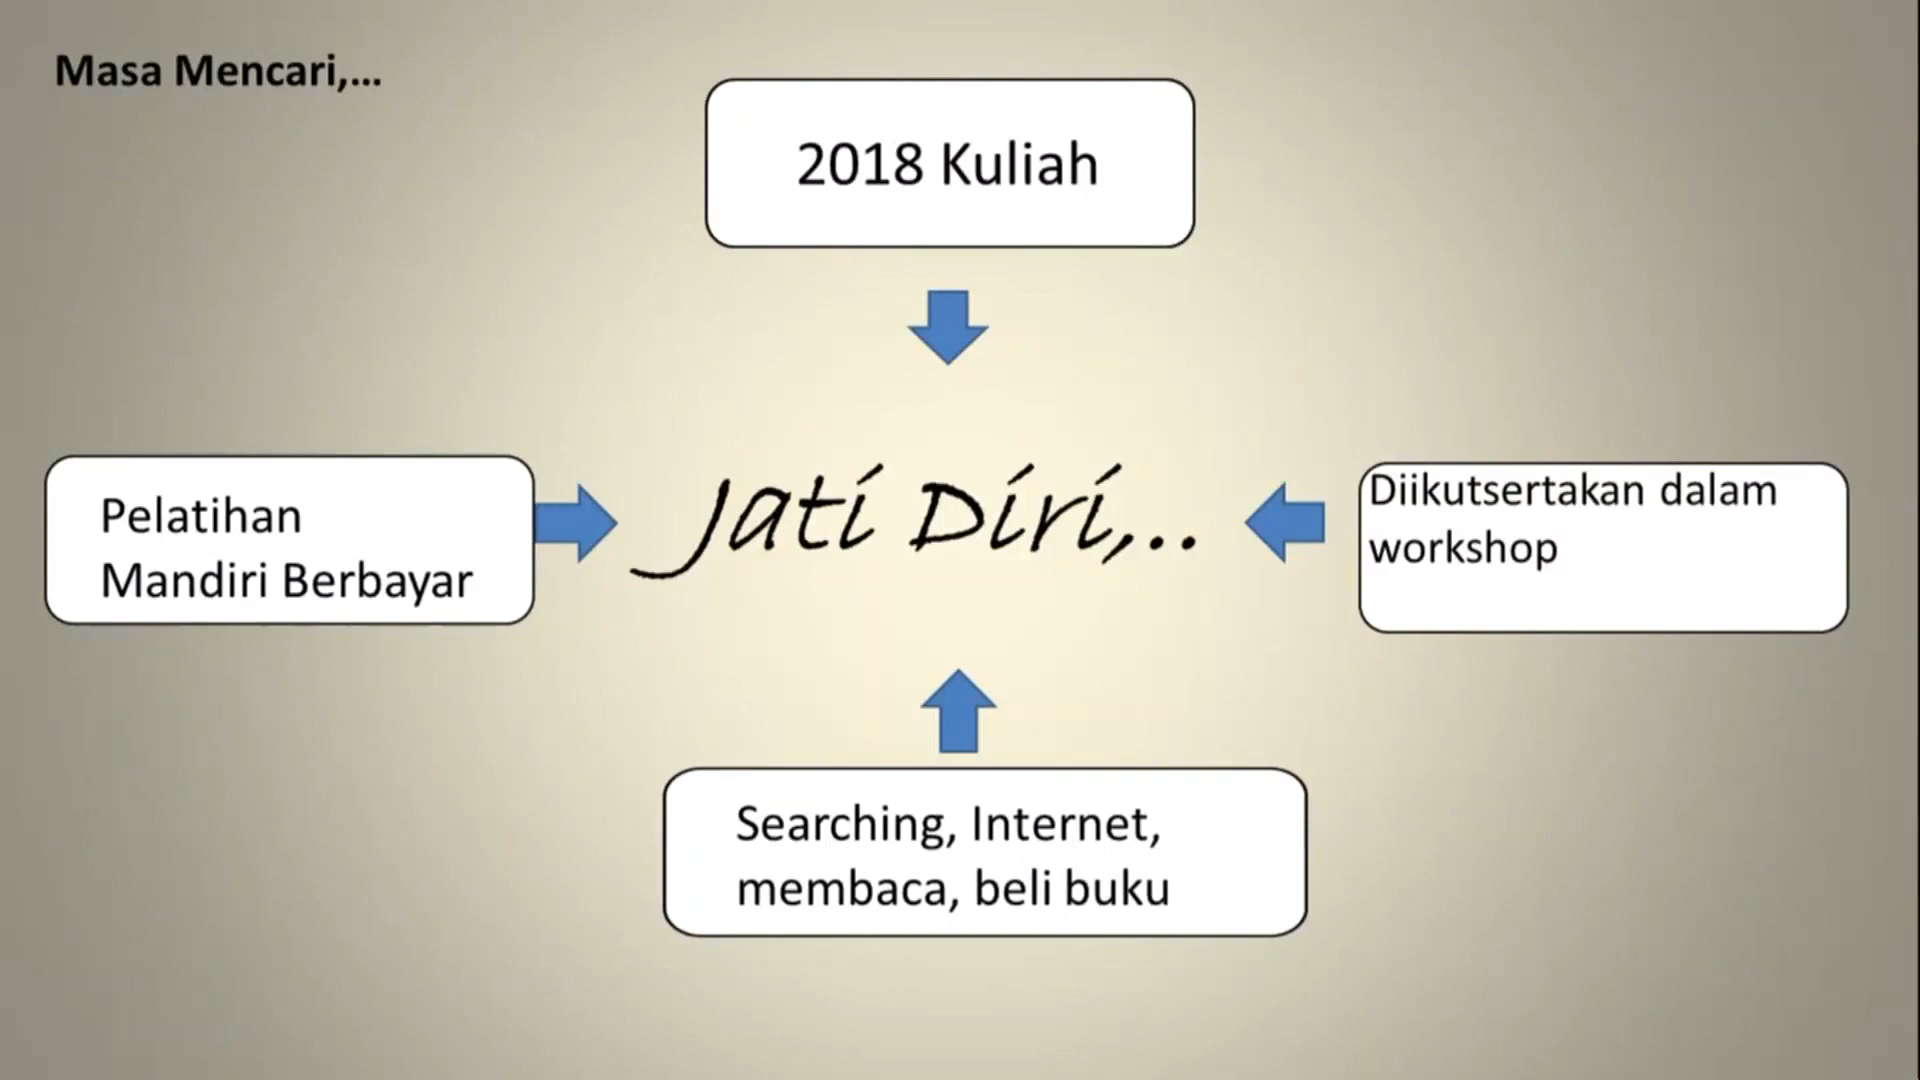 Masa Mencari,...
2018 Kuliah
Pelatihan
Mandiri Berbayar
Jati Diri,..
Diikutsertakan dalam
workshop
Searching, Internet,
membaca, beli buku